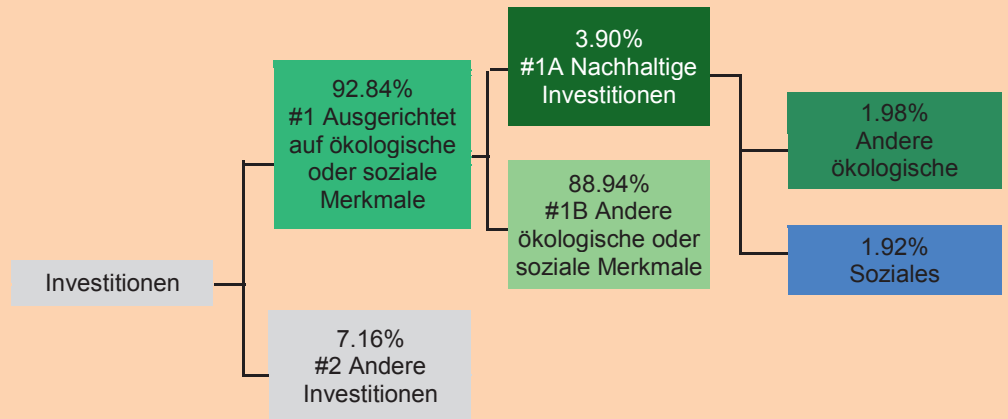 Investitionen
92.84%
#1 Ausgerichtet
auf ökologische
oder soziale
Merkmale
7.16%
#2 Andere
Investitionen
3.90%
#1A Nachhaltige
Investitionen
88.94%
#1B Andere
ökologische oder
soziale Merkmale
1.98%
Andere
ökologische
1.92%
Soziales